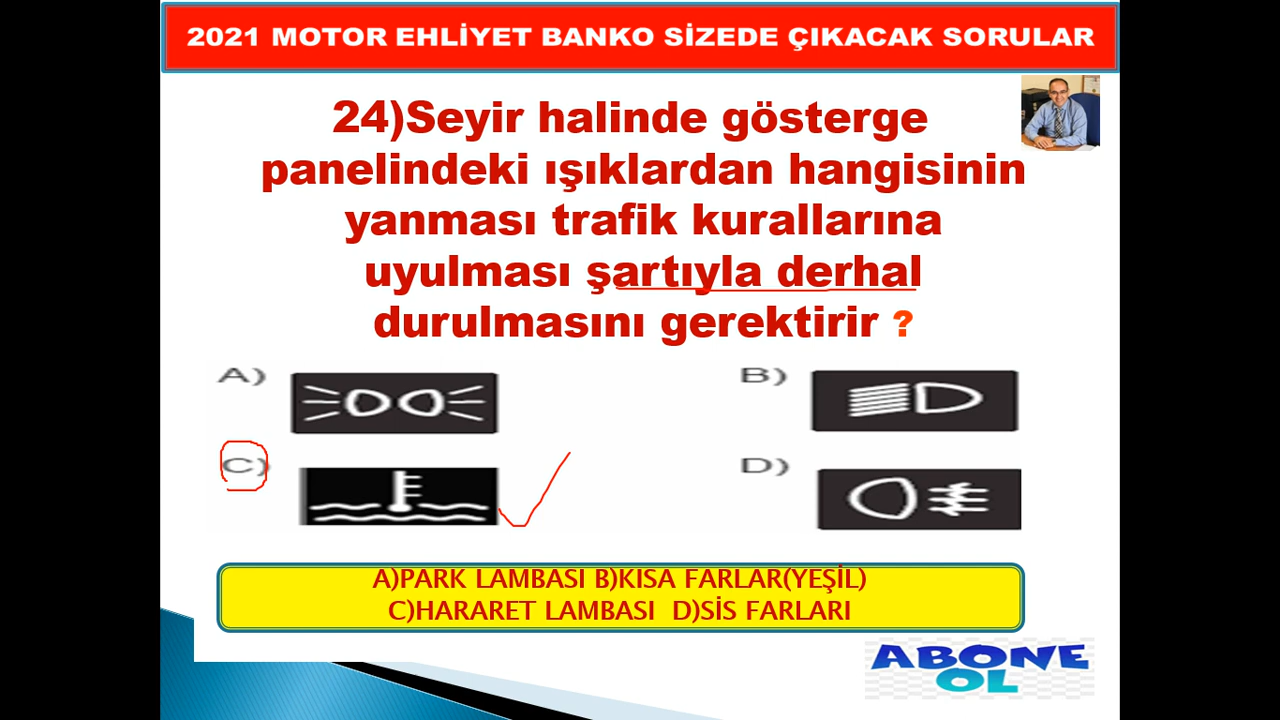 2021 MOTOR EHLİYET BANKO SİZEDE ÇIKACAK SORULAR
24)Seyir halinde gösterge
panelindeki ışıklardan hangisinin
yanması trafik kurallarına
uyulması şartıyla derhal
durulmasını gerektirir ?
A)
B)
C)
D)
A)PARK LAMBASI B)KISA FARLAR(YEŞİL)
C)HARARET LAMBASI D)SİS FARLARI
ABONE
OL